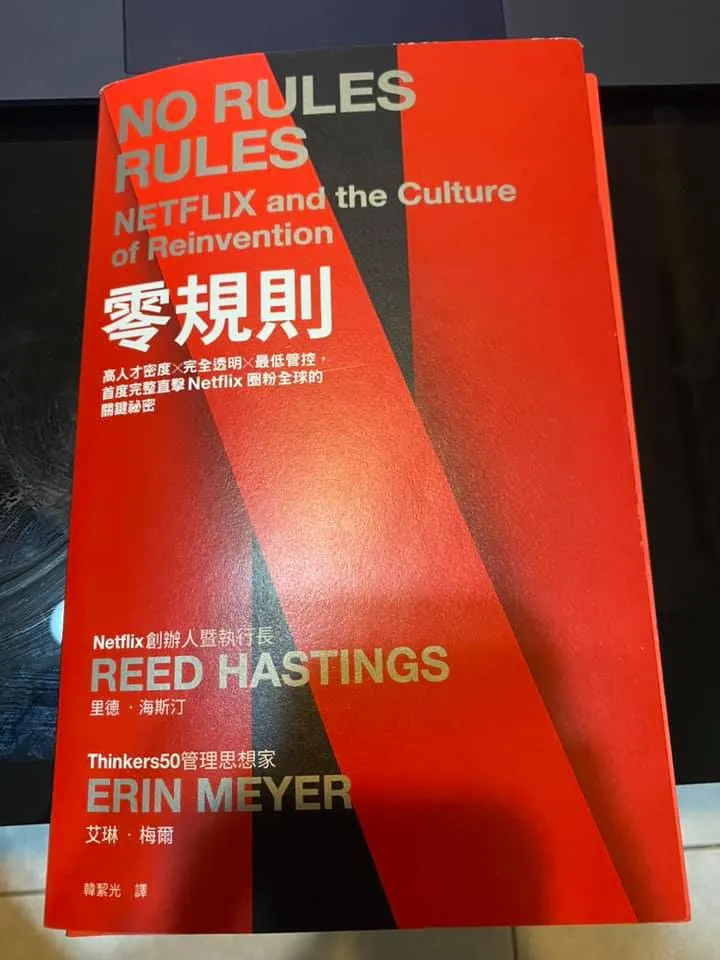 NO RULES
RULES
NETFLIX and the Culture
of Reinvention
零規則
高人才密度×完全透明×最低管控，
首度完整直擊Netflix 圈粉全球的
關鍵祕密
Netflix創辦人暨執行長
REED HASTINGS
里德．海斯汀
Thinkers50管理思想家
ERIN MEYER
艾琳．梅爾
韓絜光 譯